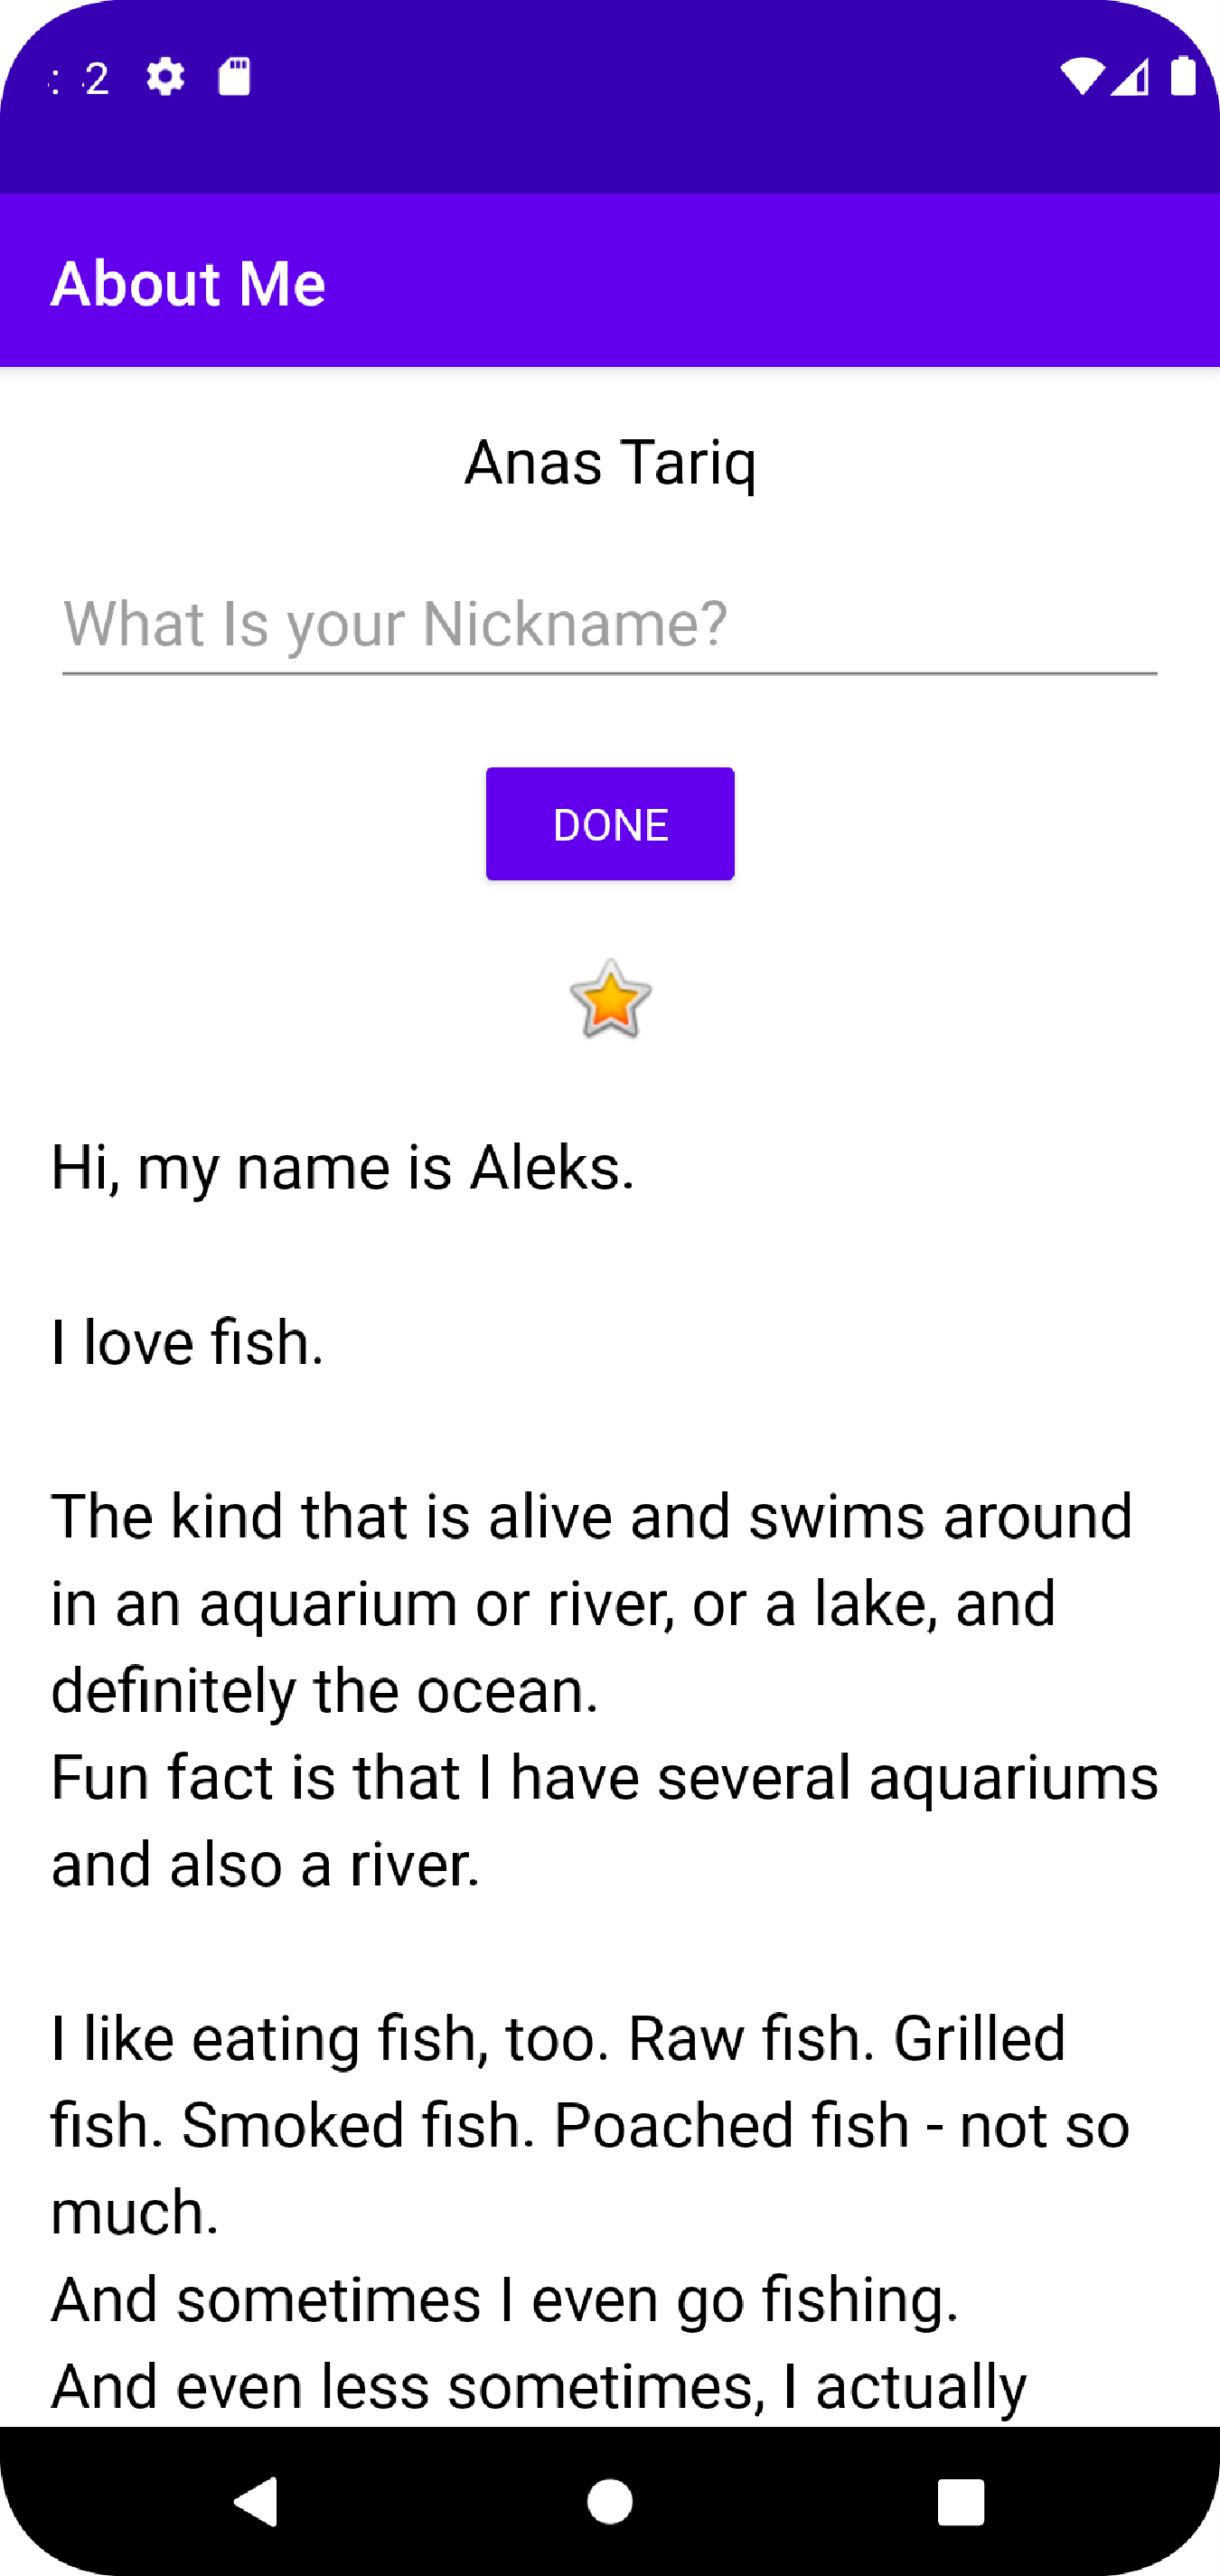 : 2
About Me
Anas Tariq
What Is your Nickname?
DONE
Hi, my name is Aleks.
I love fish.
The kind that is alive and swims around
in an aquarium or river, or a lake, and
definitely the ocean.
Fun fact is that I have several aquariums
and also a river.
I like eating fish, too. Raw fish. Grilled
fish. Smoked fish. Poached fish - not so
much.
And sometimes I even go fishing.
And even less sometimes, I actually